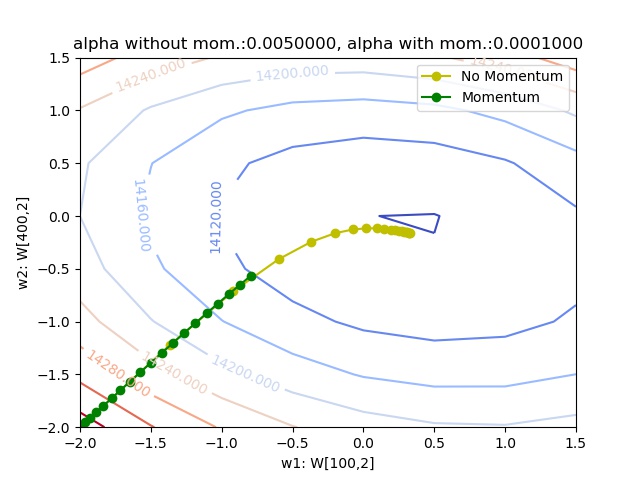 alpha without mom.:0.0050000, alpha with mom.:0.0001000
1.5
1.0
0.5
0.0
−0.5
−1.0
−1.5
−2.0
w2: W[400,2]
14240.000
14200.000
No Momentum
Momentum
14160.000
14120.000
14280.000
14240.000
14200.000
−2.0 −1.5 −1.0 −0.5 0.0 0.5 1.0 1.5
w1: W[100,2]